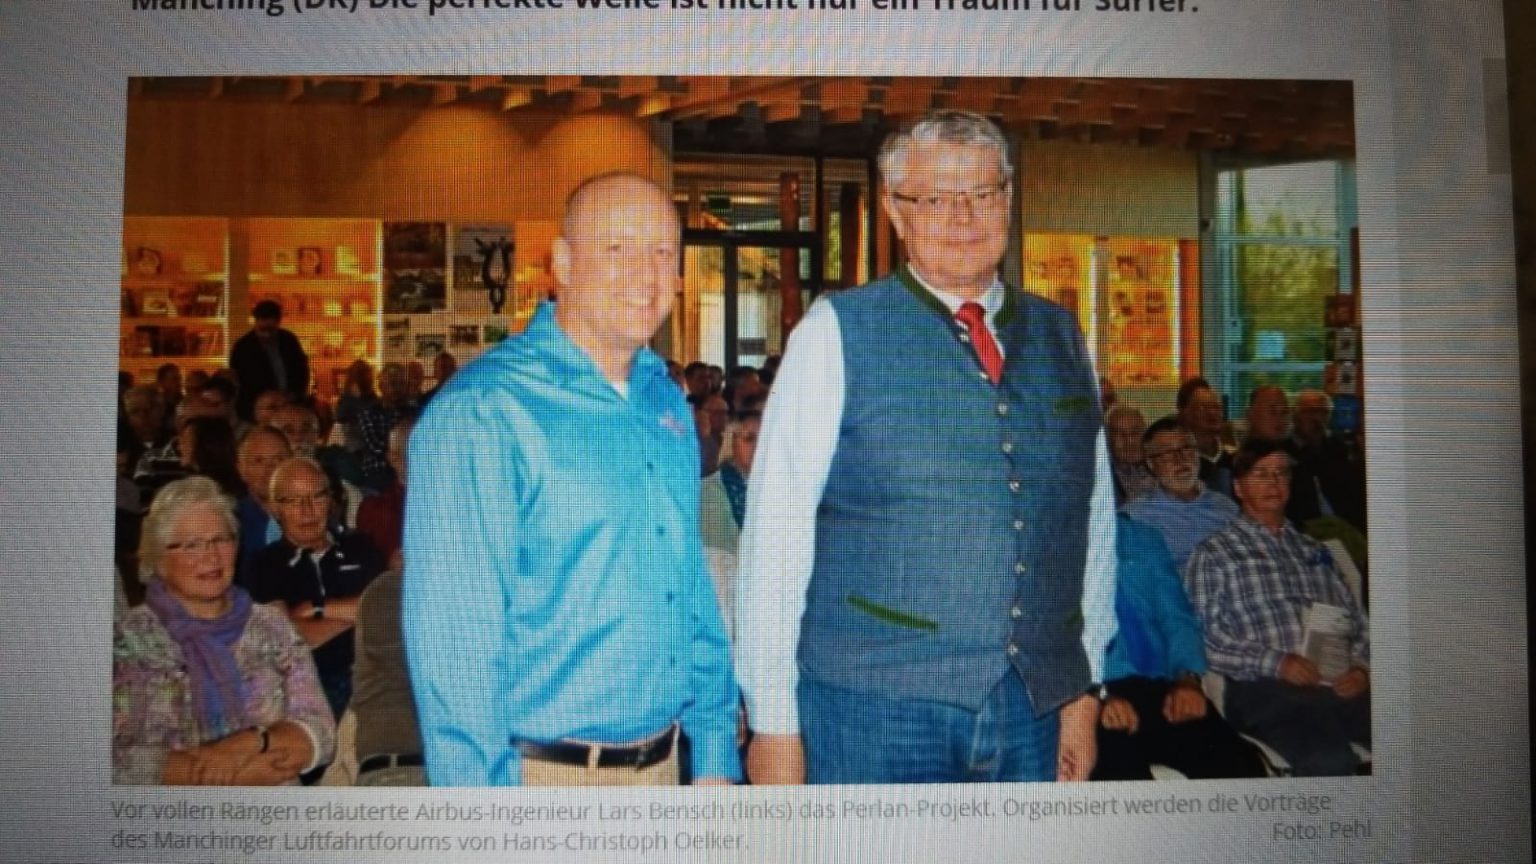 Manching (DK) Die perfekte Welle ist nicht nur ein Traum für Surfer.
Vor vollen Rängen erläuterte Airbus-Ingenieur Lars Bensch (links) das Perlan-Projekt. Organisiert werden die Vorträge
des Manchinger Luftfahrtforums von Hans-Christoph Oelker.
Foto: Pehl